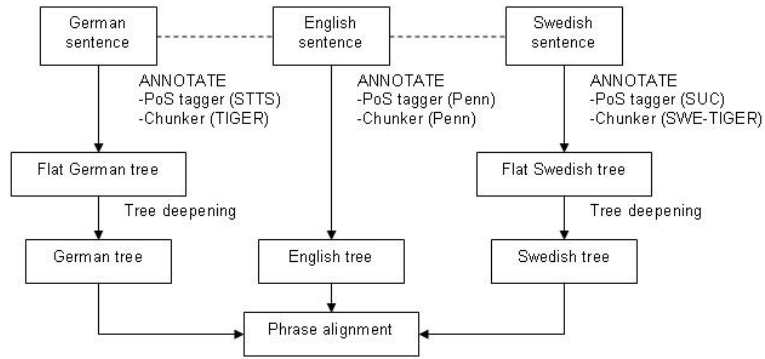 German
sentence
English
sentence
Swedish
sentence
ANNOTATE
-PoS tagger (STTS)
-Chunker (TIGER)
ANNOTATE
-PoS tagger (Penn)
-Chunker (Penn)
ANNOTATE
-PoS tagger (SUC)
-Chunker (SWE-TIGER)
Flat German tree
Flat Swedish tree
Tree deepening
Tree deepening
German tree
English tree
Swedish tree
Phrase alignment